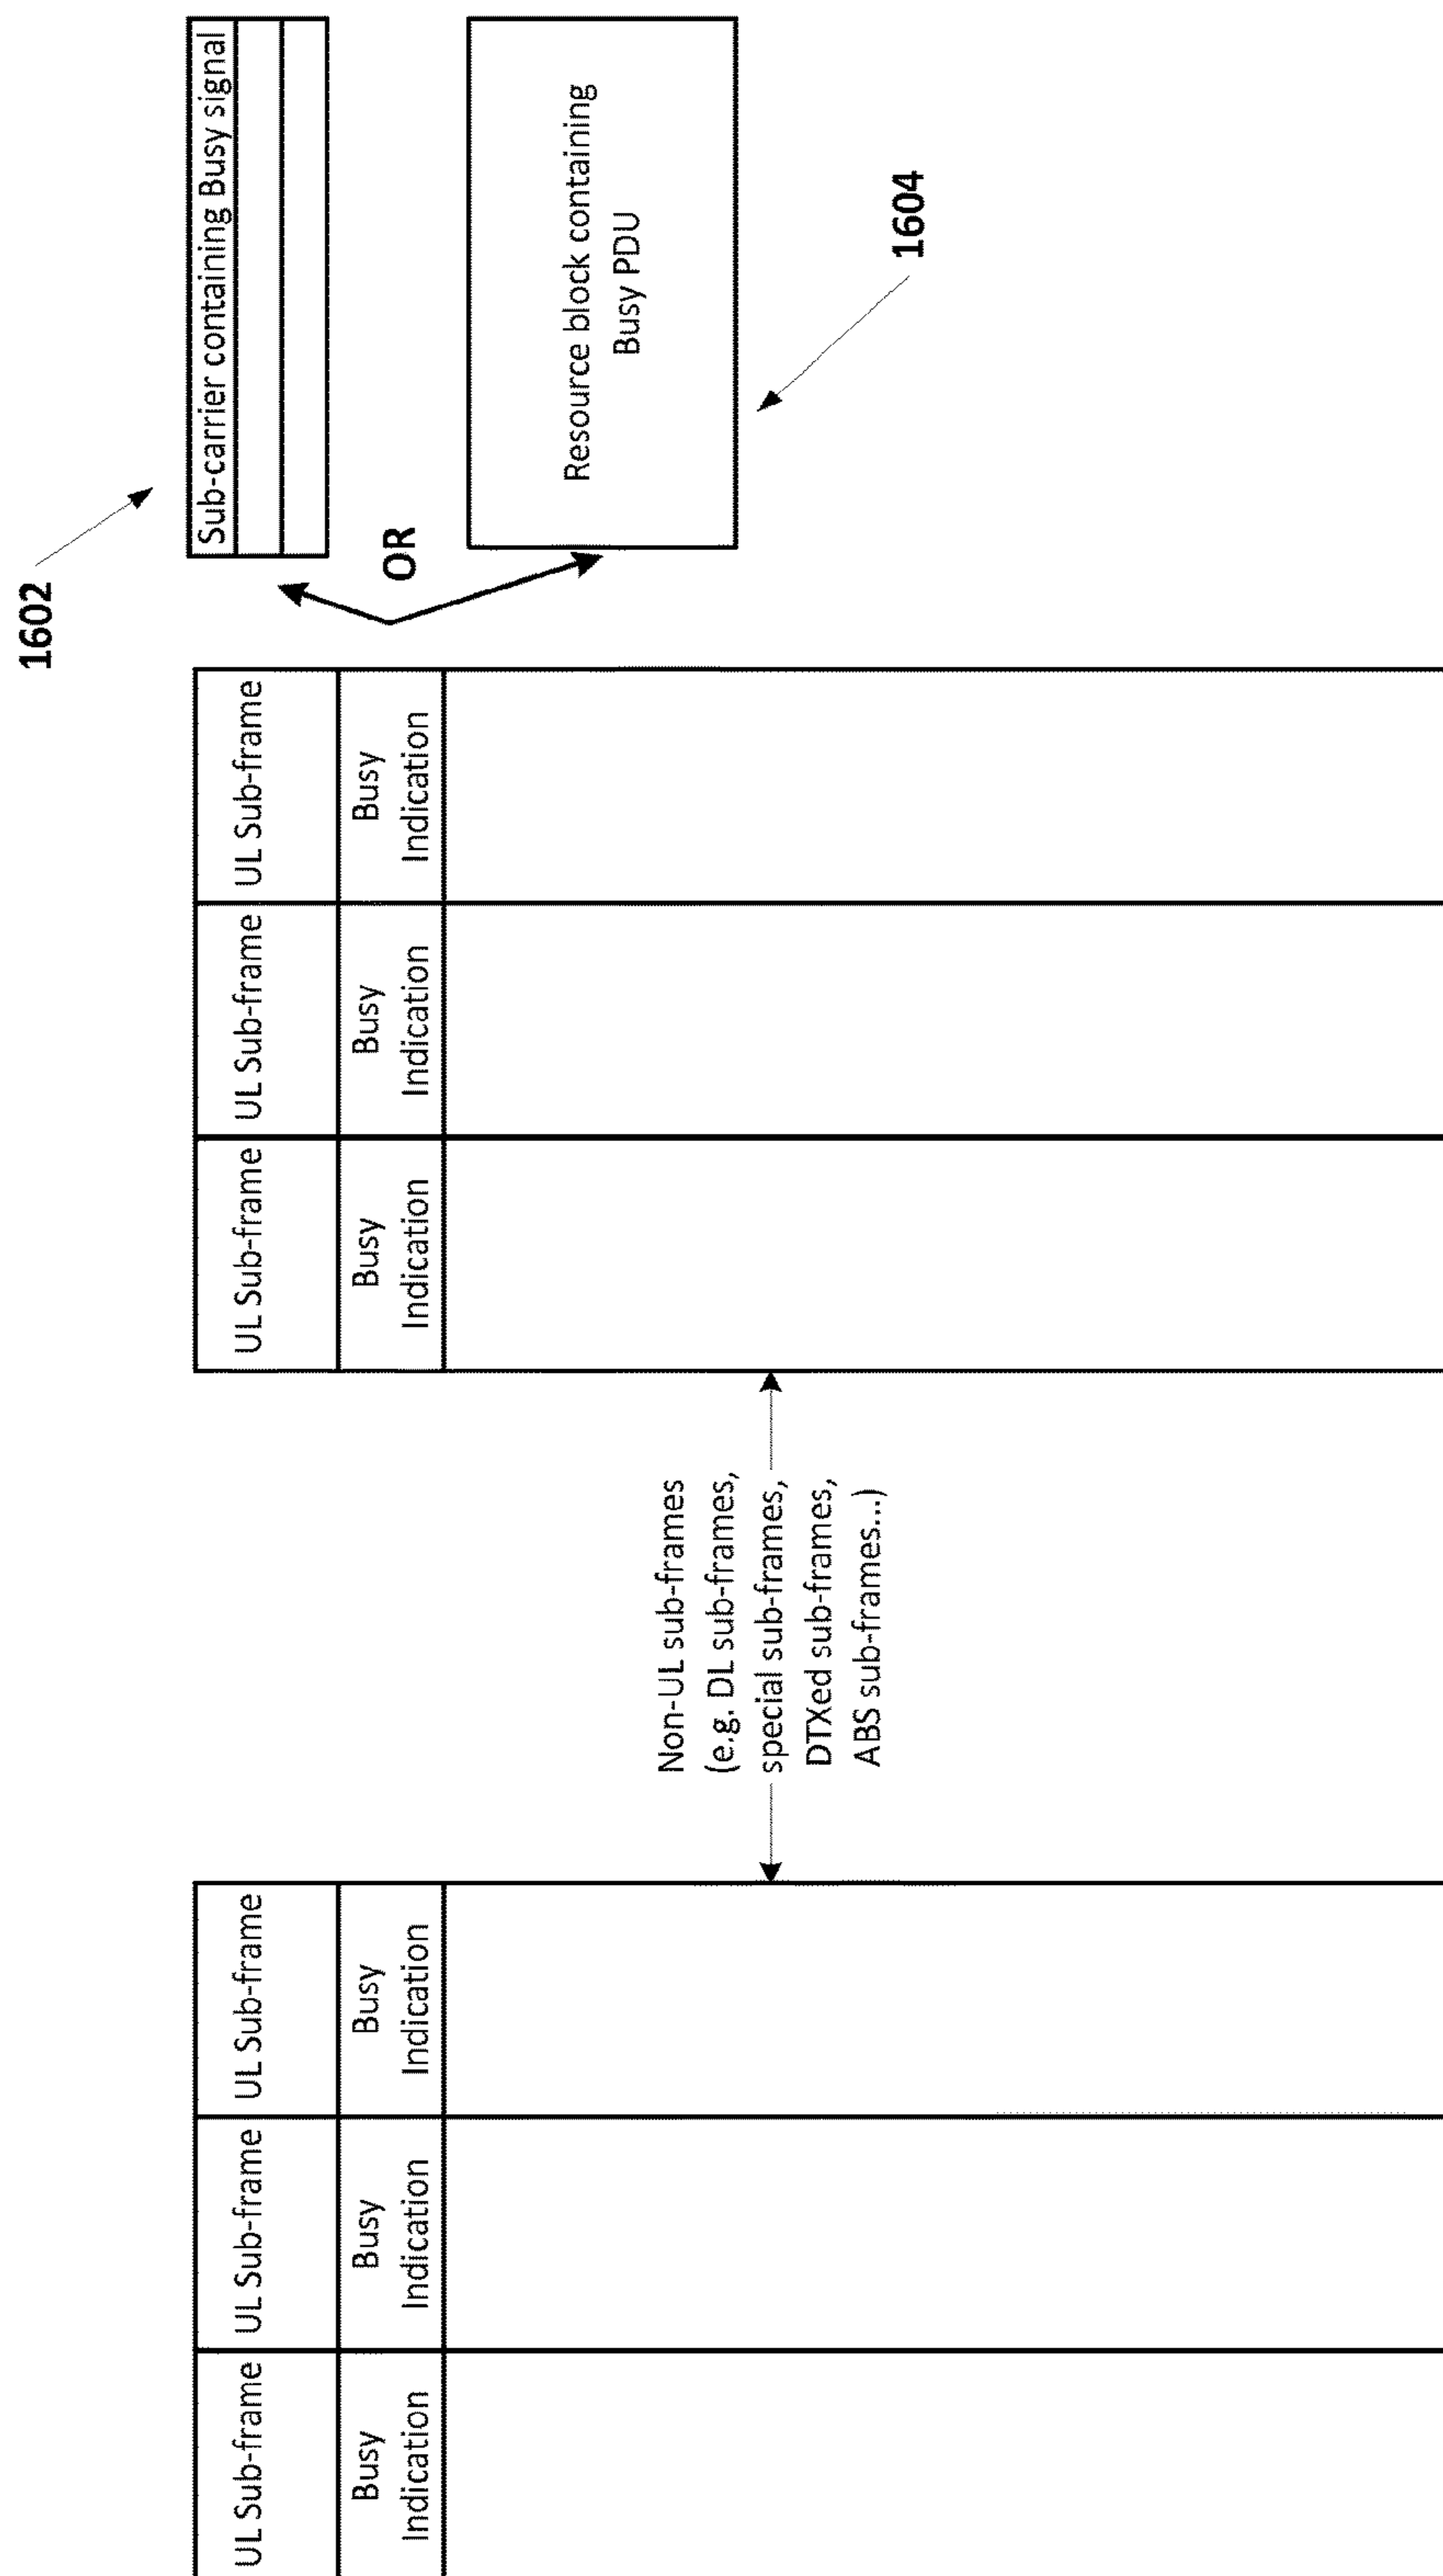 UL Sub-frame
UL Sub-frame
UL Sub-frame
Busy
Indication
Busy
Indication
Busy
Indication
Non-UL sub-frames
(e.g. DL sub-frames,
special sub-frames,
DTXed sub-frames,
ABS sub-frames...)
UL Sub-frame
UL Sub-frame
UL Sub-frame
Busy
Indication
Busy
Indication
Busy
Indication
1602
Sub-carrier containing Busy signal
OR
Resource block containing
Busy PDU
1604